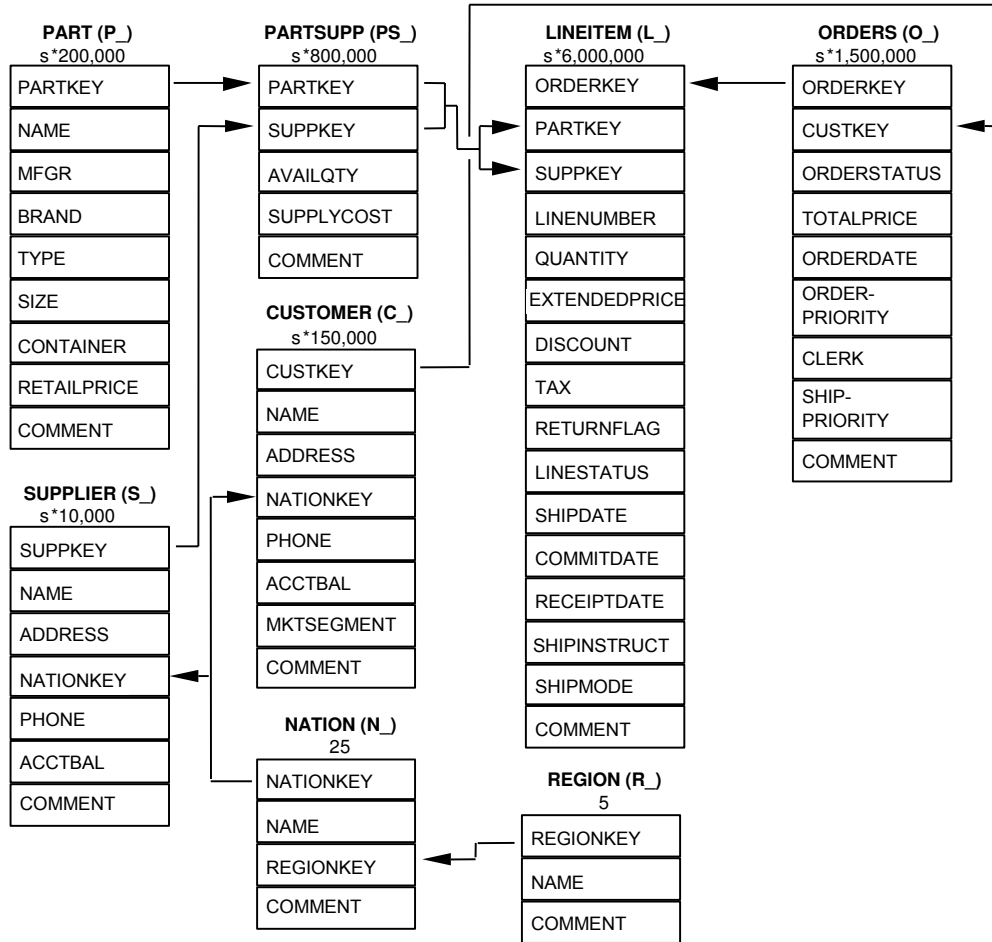 PART (P_)
s*200,000
PARTKEY
NAME
MFGR
BRAND
TYPE
SIZE
CONTAINER
RETAILPRICE
COMMENT
SUPPLIER (S_)
s*10,000
SUPPKEY
NAME
ADDRESS
NATIONKEY
PHONE
ACCTBAL
COMMENT
PARTSUPP (PS_)
s*800,000
PARTKEY
SUPPKEY
AVAILQTY
SUPPLYCOST
COMMENT
CUSTOMER (C_)
s*150,000
CUSTKEY
NAME
ADDRESS
NATIONKEY
PHONE
ACCTBAL
MKTSEGMENT
COMMENT
NATION (N_)
25
NATIONKEY
NAME
REGIONKEY
COMMENT
LINEITEM (L_)
s*6,000,000
ORDERKEY
PARTKEY
SUPPKEY
LINENUMBER
QUANTITY
EXTENDEDPRICE
DISCOUNT
TAX
RETURNFLAG
LINESTATUS
SHIPDATE
COMMITDATE
RECEIPTDATE
SHIPINSTRUCT
SHIPMODE
COMMENT
REGION (R_)
5
REGIONKEY
NAME
COMMENT
ORDERS (O_)
s*1,500,000
ORDERKEY
CUSTKEY
ORDERSTATUS
TOTALPRICE
ORDERDATE
ORDER-
PRIORITY
CLERK
SHIP-
PRIORITY
COMMENT